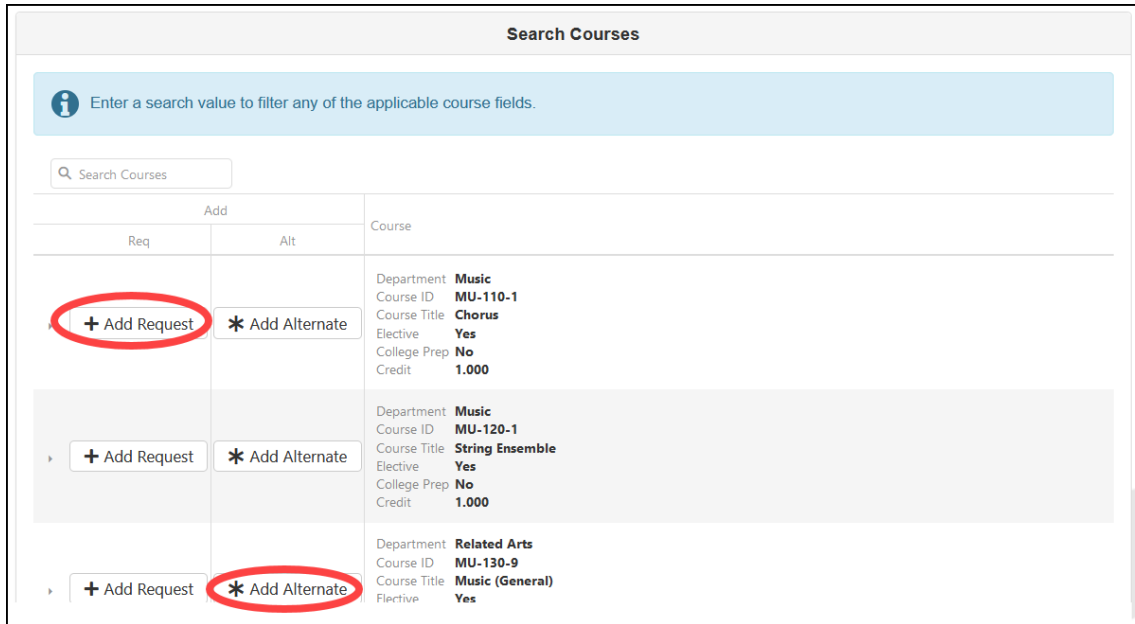 Search Courses
Enter a search value to filter any of the applicable course fields.
Search Courses
Add
Course
Req
Alt
Department Music
Course ID MU-110-1
+ Add Request
* Add Alternate
Course Title Chorus
Elective Yes
College Prep No
Credit 1.000
Department Music
Course ID MU-120-1
+ Add Request
* Add Alternate
Course Title String Ensemble
Elective Yes
College Prep No
Credit 1.000
Department Related Arts
Course ID MU-130-9
+ Add Request
* Add Alternate
Course Title Music (General)
Elective Yes